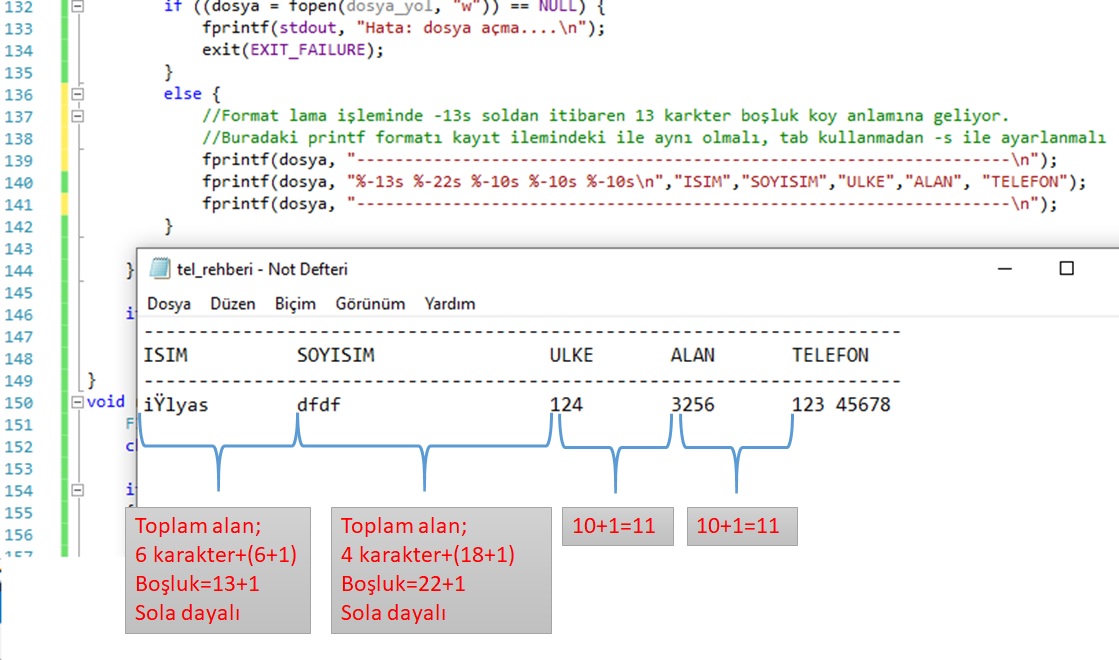 132 if ((dosya = fopen(dosya_yol, "w")) == NULL) {
133 fprintf(stdout, "Hata: dosya açma....\n");
134 exit(EXIT_FAILURE);
135 }
136 else {
137 //Format lama işleminde -13s soldan itibaren 13 karkter boşluk koy anlamına geliyor.
138 //Buradaki printf formatı kayıt ilemindeki ile aynı olmalı, tab kullanmadan -s ile ayarlanmalı
139 fprintf(dosya, "---------------------------------------------------------------------\n");
140 fprintf(dosya, "%-13s %-22s %-10s %-10s %-10s\n","ISIM","SOYISIM","ULKE","ALAN", "TELEFON");
141 fprintf(dosya, "---------------------------------------------------------------------\n");
142 }
143
144 }
145
146 i
147
148
149 }
150 void
151 F
152 c
153
154 i
155
156
157
tel_rehberi - Not Defteri
Dosya Düzen Biçim Görünüm Yardım
---------------------------------------------------------------------
ISIM SOYISIM ULKE ALAN TELEFON
---------------------------------------------------------------------
iŸlyas dfdf 124 3256 123 45678
Toplam alan;
6 karakter+(6+1)
Boşluk=13+1
Sola dayalı
Toplam alan;
4 karakter+(18+1)
Boşluk=22+1
Sola dayalı
10+1=11
10+1=11